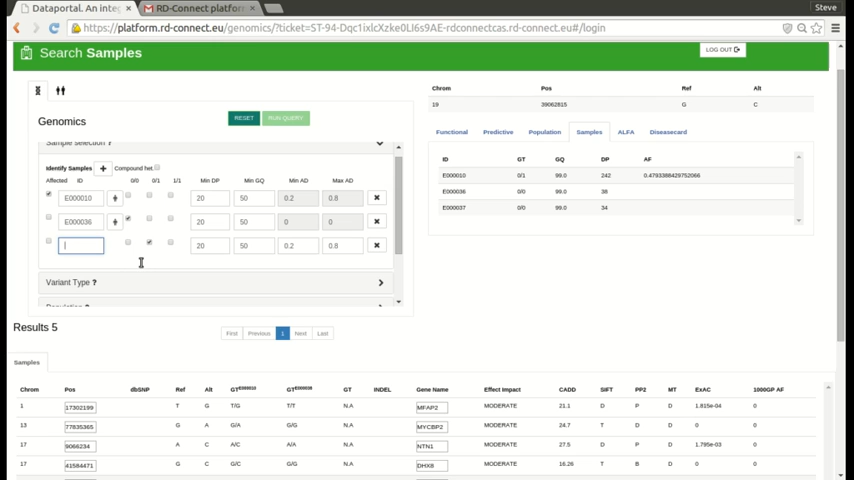 Dataportal. An inte
RD-Connect platfor
Steve
https://platform.rd-connect.eu/genomics/?ticket=ST-94-Dqc1ixlcXzke0LI6s9AE-rdconnectcas.rd-connect.eu#/login
Search Samples
LOG OUT
Genomics
RESET
RUN QUERY
Sample selection ?
Identify Samples + Compound het.
Affected ID 0/0 0/1 1/1 Min DP Min GQ Min AD Max AD
E000010 20 50 0.2 0.8
E000036 20 50 0 0
20 50 0.2 0.8
Variant Type ?
Chrom Pos Ref Alt
19 39062815 G C
Functional Predictive Population Samples ALFA Diseasecard
ID GT GQ DP AF
E000010 0/1 99.0 242 0.4793388429752066
E000036 0/0 99.0 38
E000037 0/0 99.0 34
Results 5
First Previous 1 Next Last
Samples
Chrom Pos dbSNP Ref Alt GT E000010 GT E000036 GT INDEL Gene Name Effect Impact CADD SIFT PP2 MT ExAC 1000GP AF
1 17302199 T G T/G T/T N.A MFAP2 MODERATE 21.1 D P D 1.815e-04 0
13 77835365 G A G/A G/G N.A MYCBP2 MODERATE 24.7 T D D 0 0
17 9066234 A C A/C A/A N.A NTN1 MODERATE 27.5 D P D 1.795e-03 0
17 41584471 G C G/C G/G N.A DHX8 MODERATE 16.26 T B D 0 0